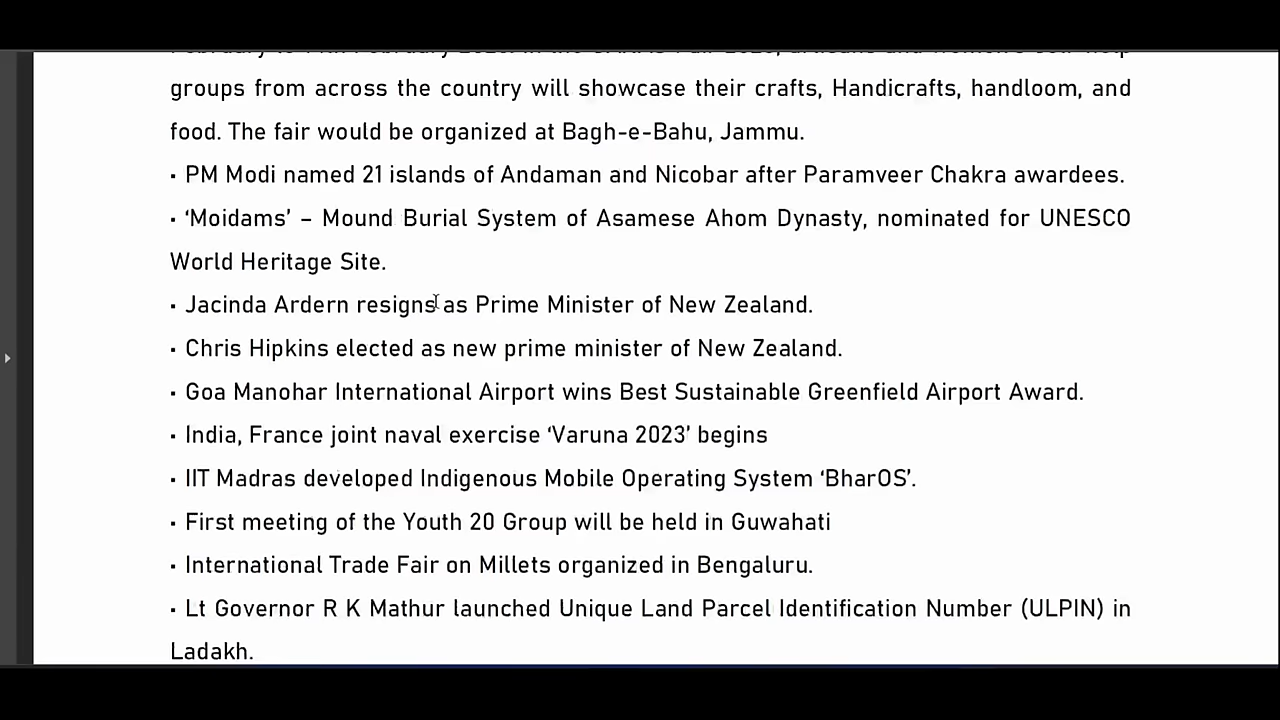 groups from across the country will showcase their crafts, Handicrafts, handloom, and
food. The fair would be organized at Bagh-e-Bahu, Jammu.
▪ PM Modi named 21 islands of Andaman and Nicobar after Paramveer Chakra awardees.
▪ ‘Moidams’ – Mound Burial System of Asamese Ahom Dynasty, nominated for UNESCO
World Heritage Site.
▪ Jacinda Ardern resigns as Prime Minister of New Zealand.
▪ Chris Hipkins elected as new prime minister of New Zealand.
▪ Goa Manohar International Airport wins Best Sustainable Greenfield Airport Award.
▪ India, France joint naval exercise ‘Varuna 2023’ begins
▪ IIT Madras developed Indigenous Mobile Operating System ‘BharOS’.
▪ First meeting of the Youth 20 Group will be held in Guwahati
▪ International Trade Fair on Millets organized in Bengaluru.
▪ Lt Governor R K Mathur launched Unique Land Parcel Identification Number (ULPIN) in
Ladakh.